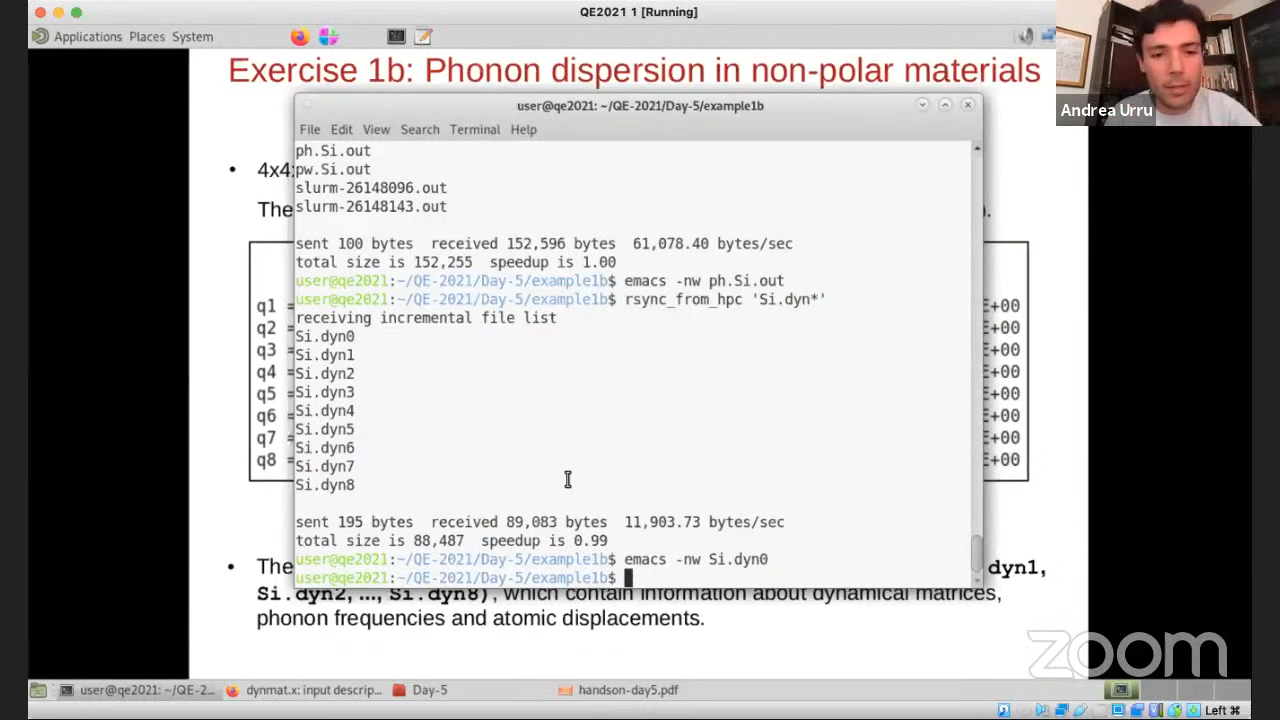 QE2021 1 [Running]
Applications Places System
Exercise 1b: Phonon dispersion in non-polar materials
Andrea Urru
user@qe2021: ~/QE-2021/Day-5/example1b
File Edit View Search Terminal Help
• 4x4
The
ph.Si.out
pw.Si.out
slurm-26148096.out
slurm-26148143.out
sent 100 bytes received 152,596 bytes 61,078.40 bytes/sec
total size is 152,255 speedup is 1.00
user@qe2021:~/QE-2021/Day-5/example1b$ emacs -nw ph.Si.out
user@qe2021:~/QE-2021/Day-5/example1b$ rsync_from_hpc 'Si.dyn*'
receiving incremental file list
Si.dyn0
Si.dyn1
Si.dyn2
Si.dyn3
Si.dyn4
Si.dyn5
Si.dyn6
Si.dyn7
Si.dyn8
sent 195 bytes received 89,083 bytes 11,903.73 bytes/sec
total size is 88,487 speedup is 0.99
user@qe2021:~/QE-2021/Day-5/example1b$ emacs -nw Si.dyn0
user@qe2021:~/QE-2021/Day-5/example1b$
q1 = E+00
q2 = E+00
q3 = E+00
q4 = E+00
q5 = E+00
q6 = E+00
q7 = E+00
q8 = E+00
• The dyn1,
Si.dyn2, …, Si.dyn8), which contain information about dynamical matrices,
phonon frequencies and atomic displacements.
zoom
user@qe2021: ~/QE-2... dynmat.x: input descrip... Day-5 handson-day5.pdf
Left ⌘